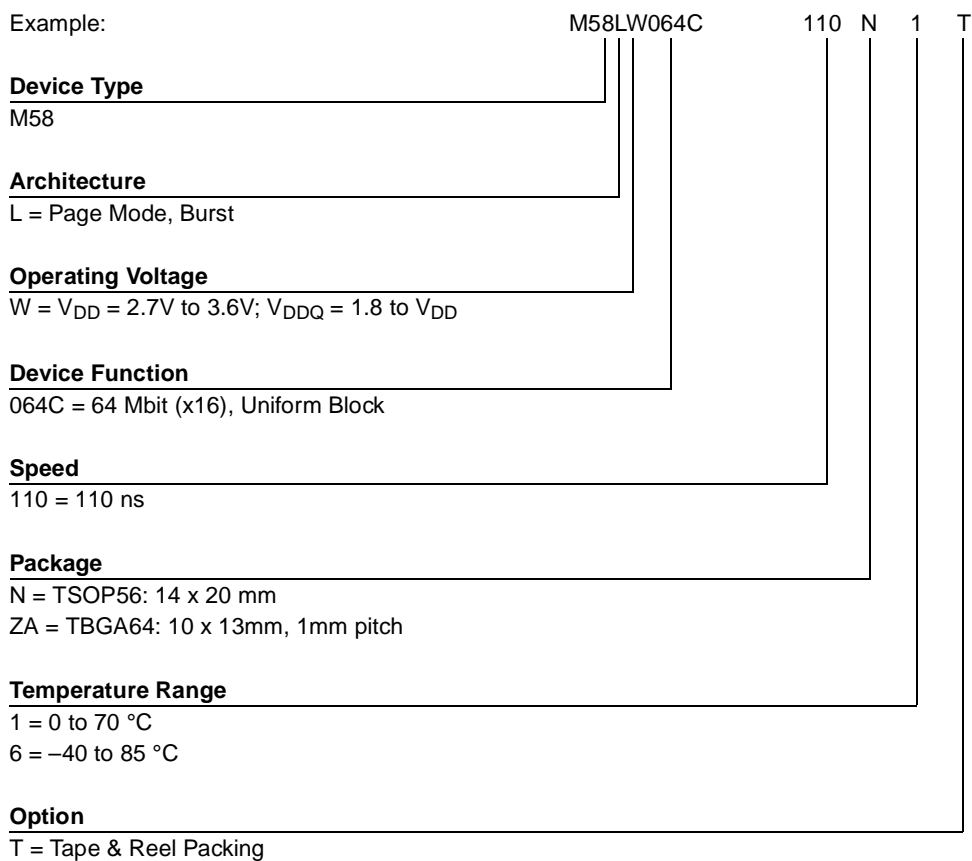 Example: M58LW064C 110 N 1 T
Device Type
M58
Architecture
L = Page Mode, Burst
Operating Voltage
W = VDD = 2.7V to 3.6V; VDDQ = 1.8 to VDD
Device Function
064C = 64 Mbit (x16), Uniform Block
Speed
110 = 110 ns
Package
N = TSOP56: 14 x 20 mm
ZA = TBGA64: 10 x 13mm, 1mm pitch
Temperature Range
1 = 0 to 70 °C
6 = –40 to 85 °C
Option
T = Tape & Reel Packing